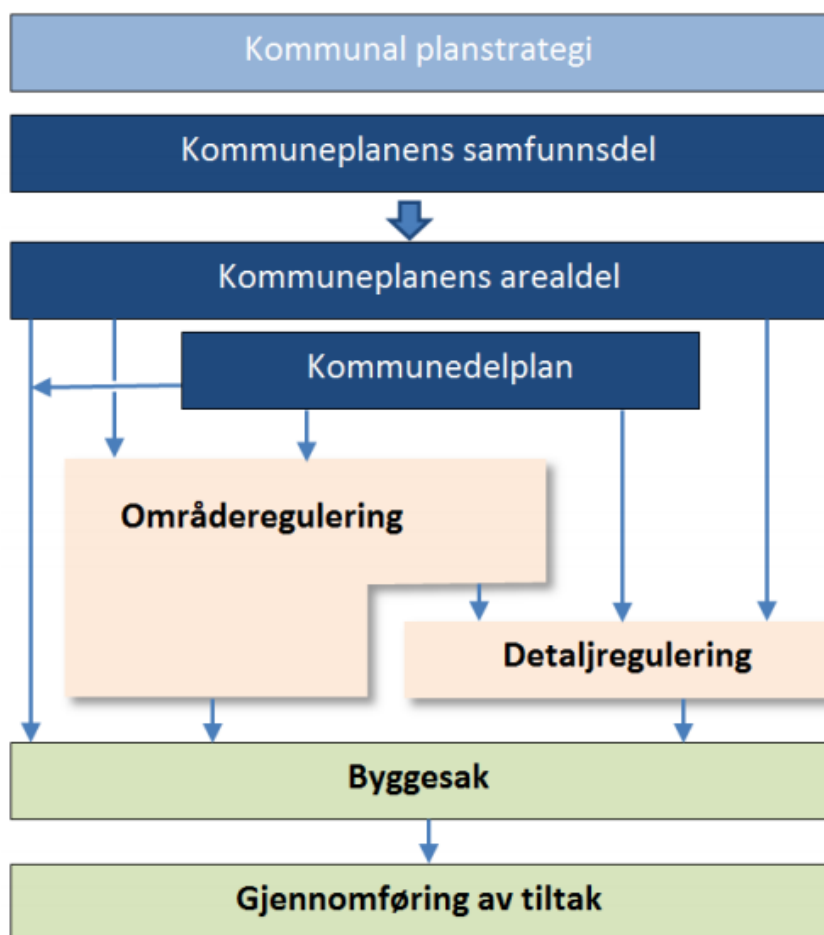 Kommunal planstrategi
Kommuneplanens samfunnsdel
Kommuneplanens arealdel
Kommunedelplan
Områderegulering
Detaljregulering
Byggesak
Gjennomføring av tiltak